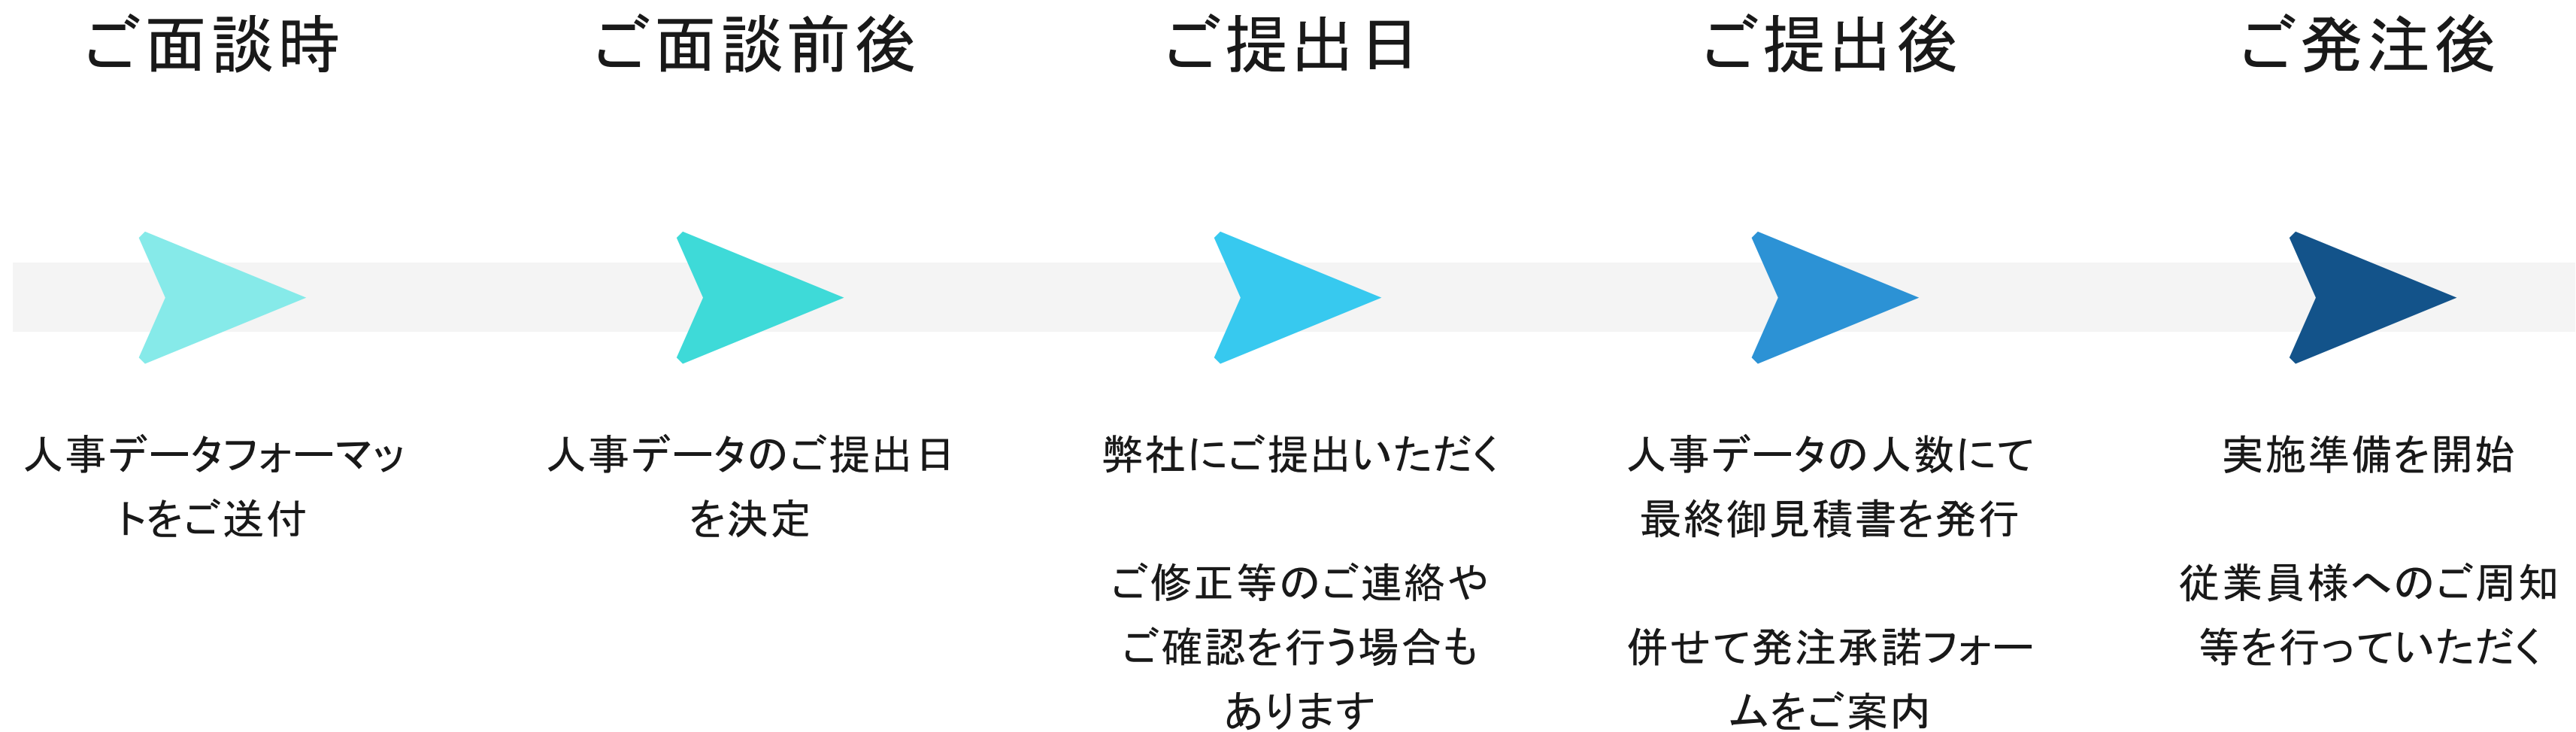 ご面談時
人事データフォーマッ
トをご送付
ご面談前後
人事データのご提出日
を決定
ご提出日
弊社にご提出いただく
ご修正等のご連絡や
ご確認を行う場合も
あります
ご提出後
人事データの人数にて
最終御見積書を発行
併せて発注承諾フォー
ムをご案内
ご発注後
実施準備を開始
従業員様へのご周知
等を行っていただく